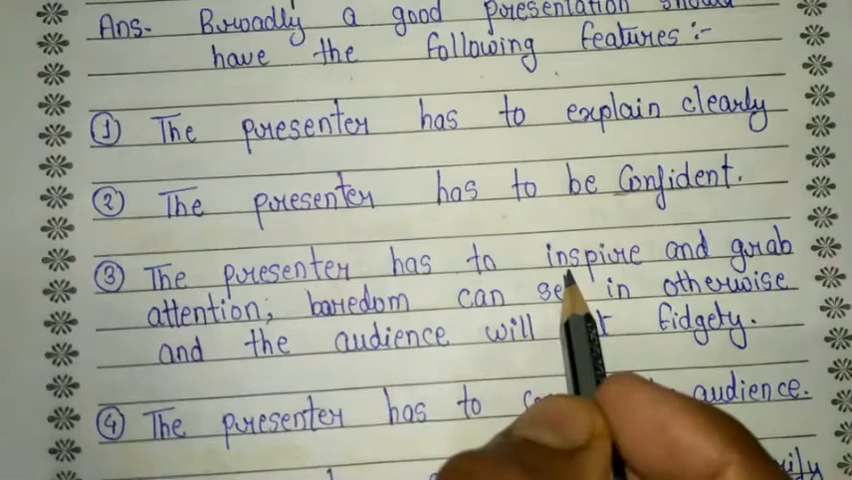 Ans. Broadly a good presentation should
have the following features:-
① The presenter has to explain clearly
② The presenter has to be Confident.
③ The presenter has to inspire and grab
attention; boredom can se in otherwise
and the audience will fidgety.
④ The presenter has to audience.